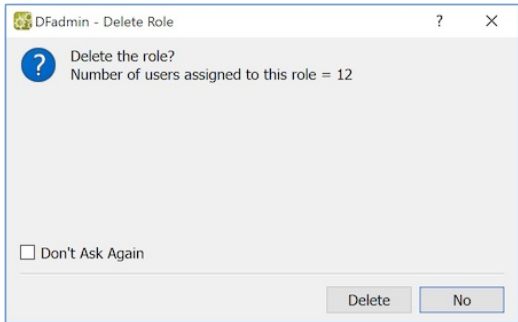 DFadmin - Delete Role
Delete the role?
Number of users assigned to this role = 12
Don't Ask Again
Delete No